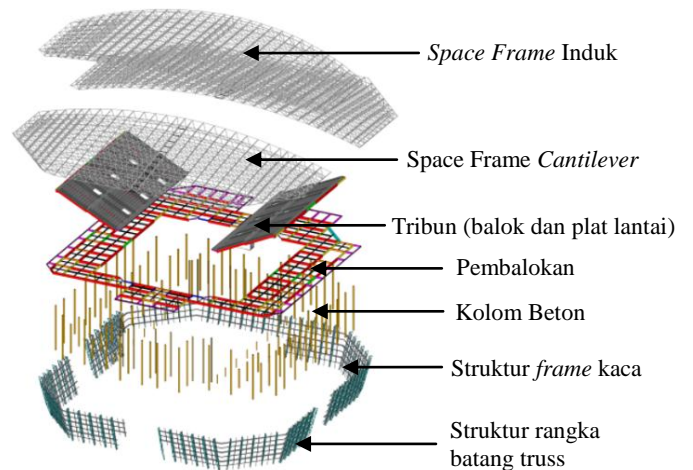 Space Frame Induk
Space Frame Cantilever
Tribun (balok dan plat lantai)
Pembalokan
Kolom Beton
Struktur frame kaca
Struktur rangka
batang truss